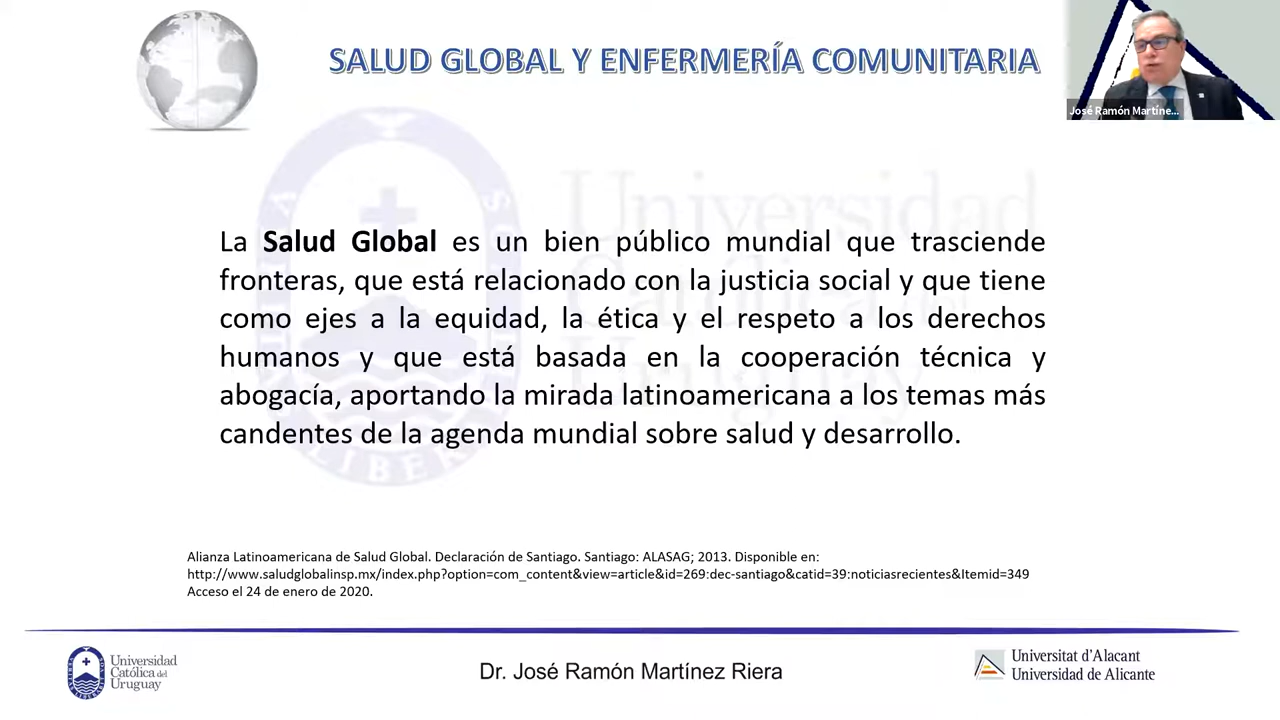 SALUD GLOBAL Y ENFERMERÍA COMUNITARIA
José Ramón Martíne...
La Salud Global es un bien público mundial que trasciende
fronteras, que está relacionado con la justicia social y que tiene
como ejes a la equidad, la ética y el respeto a los derechos
humanos y que está basada en la cooperación técnica y
abogacía, aportando la mirada latinoamericana a los temas más
candentes de la agenda mundial sobre salud y desarrollo.
Alianza Latinoamericana de Salud Global. Declaración de Santiago. Santiago: ALASAG; 2013. Disponible en:
http://www.saludglobalinsp.mx/index.php?option=com_content&view=article&id=269:dec-santiago&catid=39:noticiasrecientes&Itemid=349
Acceso el 24 de enero de 2020.
Universidad
Católica del
Uruguay
Dr. José Ramón Martínez Riera
Universitat d'Alacant
Universidad de Alicante